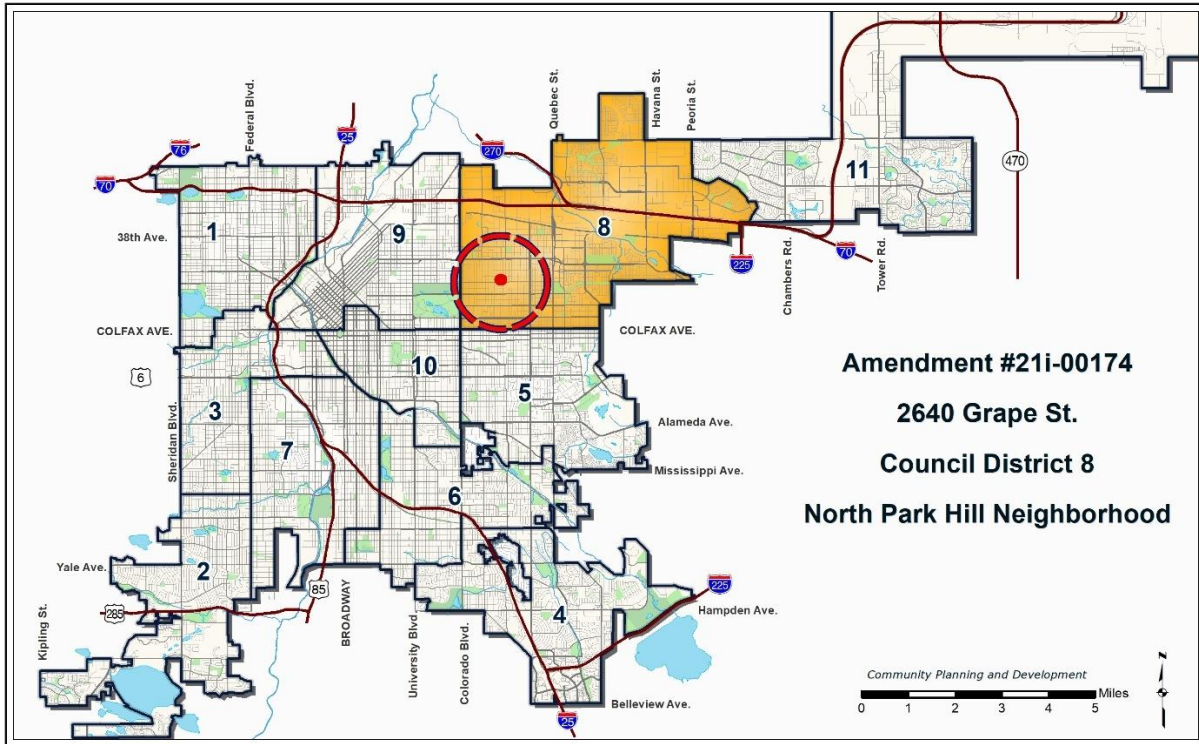 Federal Blvd.
Quebec St.
Havana St.
Peoria St.
76
25
270
470
70
11
1
9
8
38th Ave.
225
70
Chambers Rd.
Tower Rd.
COLFAX AVE.
COLFAX AVE.
6
10
Amendment #21i-00174
3
5
2640 Grape St.
Sheridan Blvd.
Alameda Ave.
7
Council District 8
Mississippi Ave.
6
North Park Hill Neighborhood
Yale Ave.
2
85
225
285
BROADWAY
4
Hampden Ave.
Kipling St.
University Blvd.
Colorado Blvd.
N
Community Planning and Development
Miles
0 1 2 3 4 5
Belleview Ave.
25